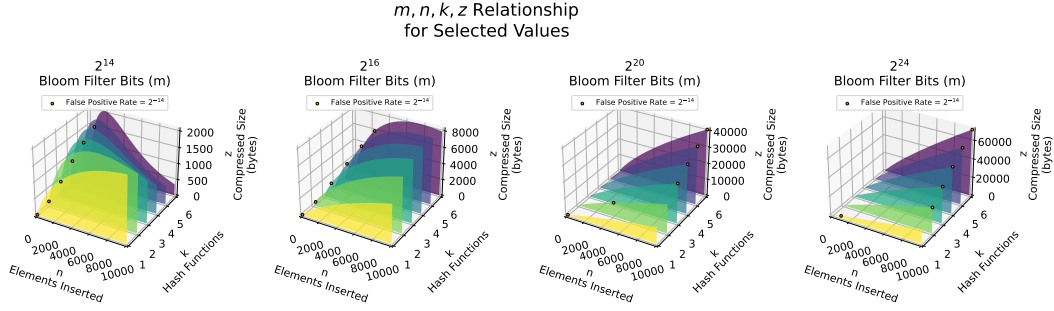 m, n, k, z Relationship
for Selected Values
2^14
Bloom Filter Bits (m)
False Positive Rate = 2^−14
0
2000
4000
6000
8000
10000
n
Elements Inserted
1
2
3
4
5
6
k
Hash Functions
0
500
1000
1500
2000
z
Compressed Size
(bytes)
2^16
Bloom Filter Bits (m)
False Positive Rate = 2^−14
0
2000
4000
6000
8000
10000
n
Elements Inserted
1
2
3
4
5
6
k
Hash Functions
0
2000
4000
6000
8000
z
Compressed Size
(bytes)
2^20
Bloom Filter Bits (m)
False Positive Rate = 2^−14
0
2000
4000
6000
8000
10000
n
Elements Inserted
1
2
3
4
5
6
k
Hash Functions
0
10000
20000
30000
40000
z
Compressed Size
(bytes)
2^24
Bloom Filter Bits (m)
False Positive Rate = 2^−14
0
2000
4000
6000
8000
10000
n
Elements Inserted
1
2
3
4
5
6
k
Hash Functions
0
20000
40000
60000
z
Compressed Size
(bytes)